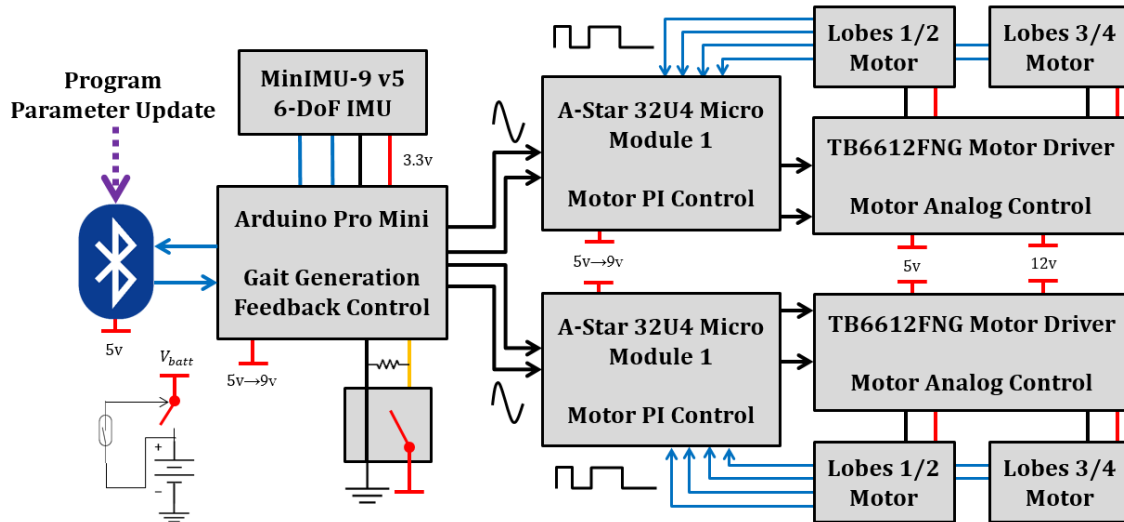 Program
Parameter Update
MinIMU-9 v5
6-DoF IMU
3.3v
Arduino Pro Mini
Gait Generation
Feedback Control
5v
5v→9v
V_batt
+
−
A-Star 32U4 Micro
Module 1
Motor PI Control
5v→9v
A-Star 32U4 Micro
Module 1
Motor PI Control
Lobes 1/2
Motor
Lobes 3/4
Motor
TB6612FNG Motor Driver
Motor Analog Control
5v
12v
TB6612FNG Motor Driver
Motor Analog Control
Lobes 1/2
Motor
Lobes 3/4
Motor